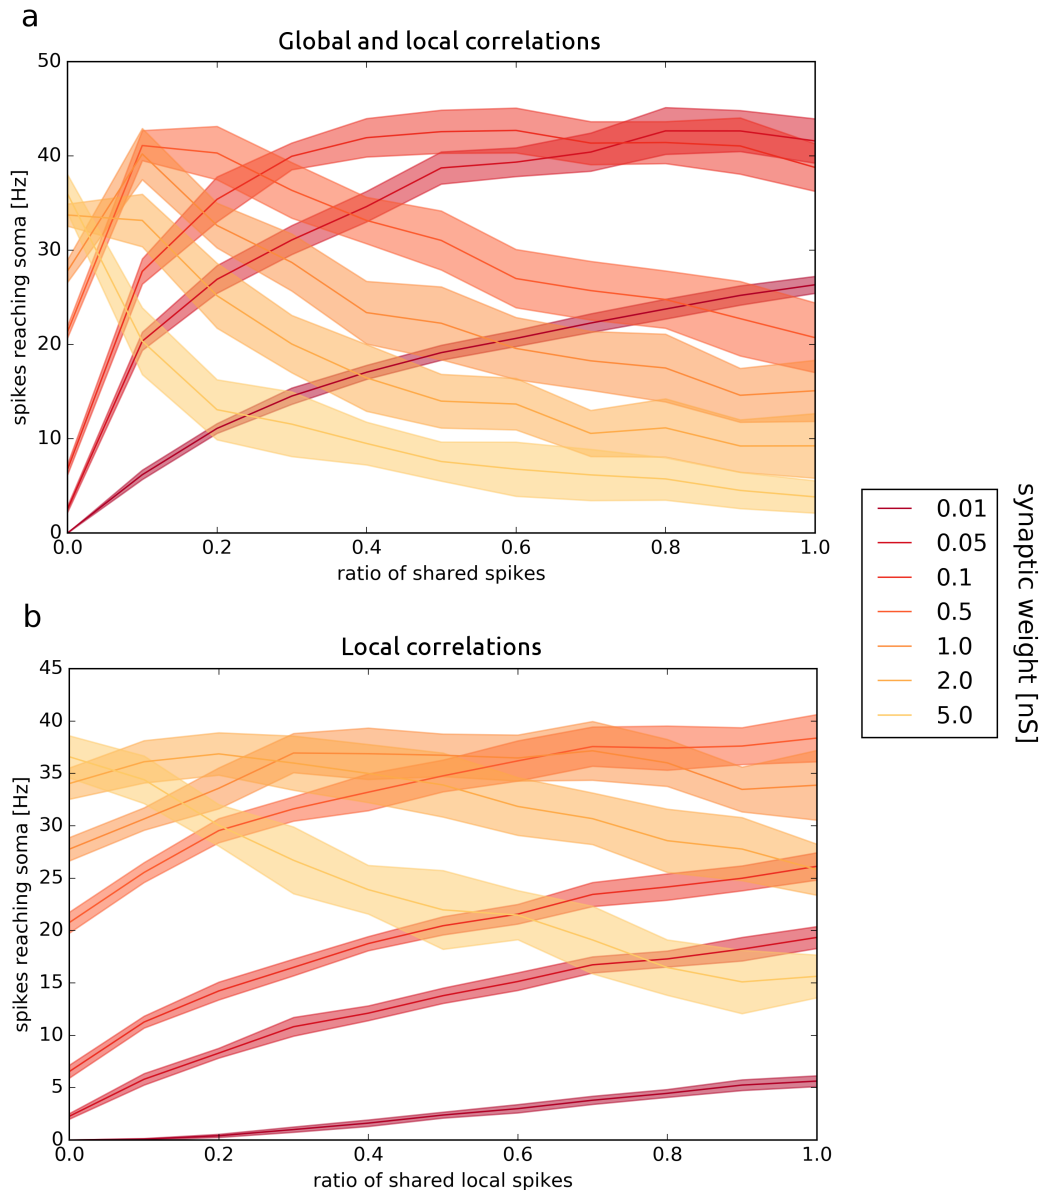 a
Global and local correlations
50
40
30
20
10
0
spikes reaching soma [Hz]
0.0 0.2 0.4 0.6 0.8 1.0
ratio of shared spikes
synaptic weight [nS]
0.01
0.05
0.1
0.5
1.0
2.0
5.0
b
Local correlations
45
40
35
30
25
20
15
10
5
0
spikes reaching soma [Hz]
0.0 0.2 0.4 0.6 0.8 1.0
ratio of shared local spikes